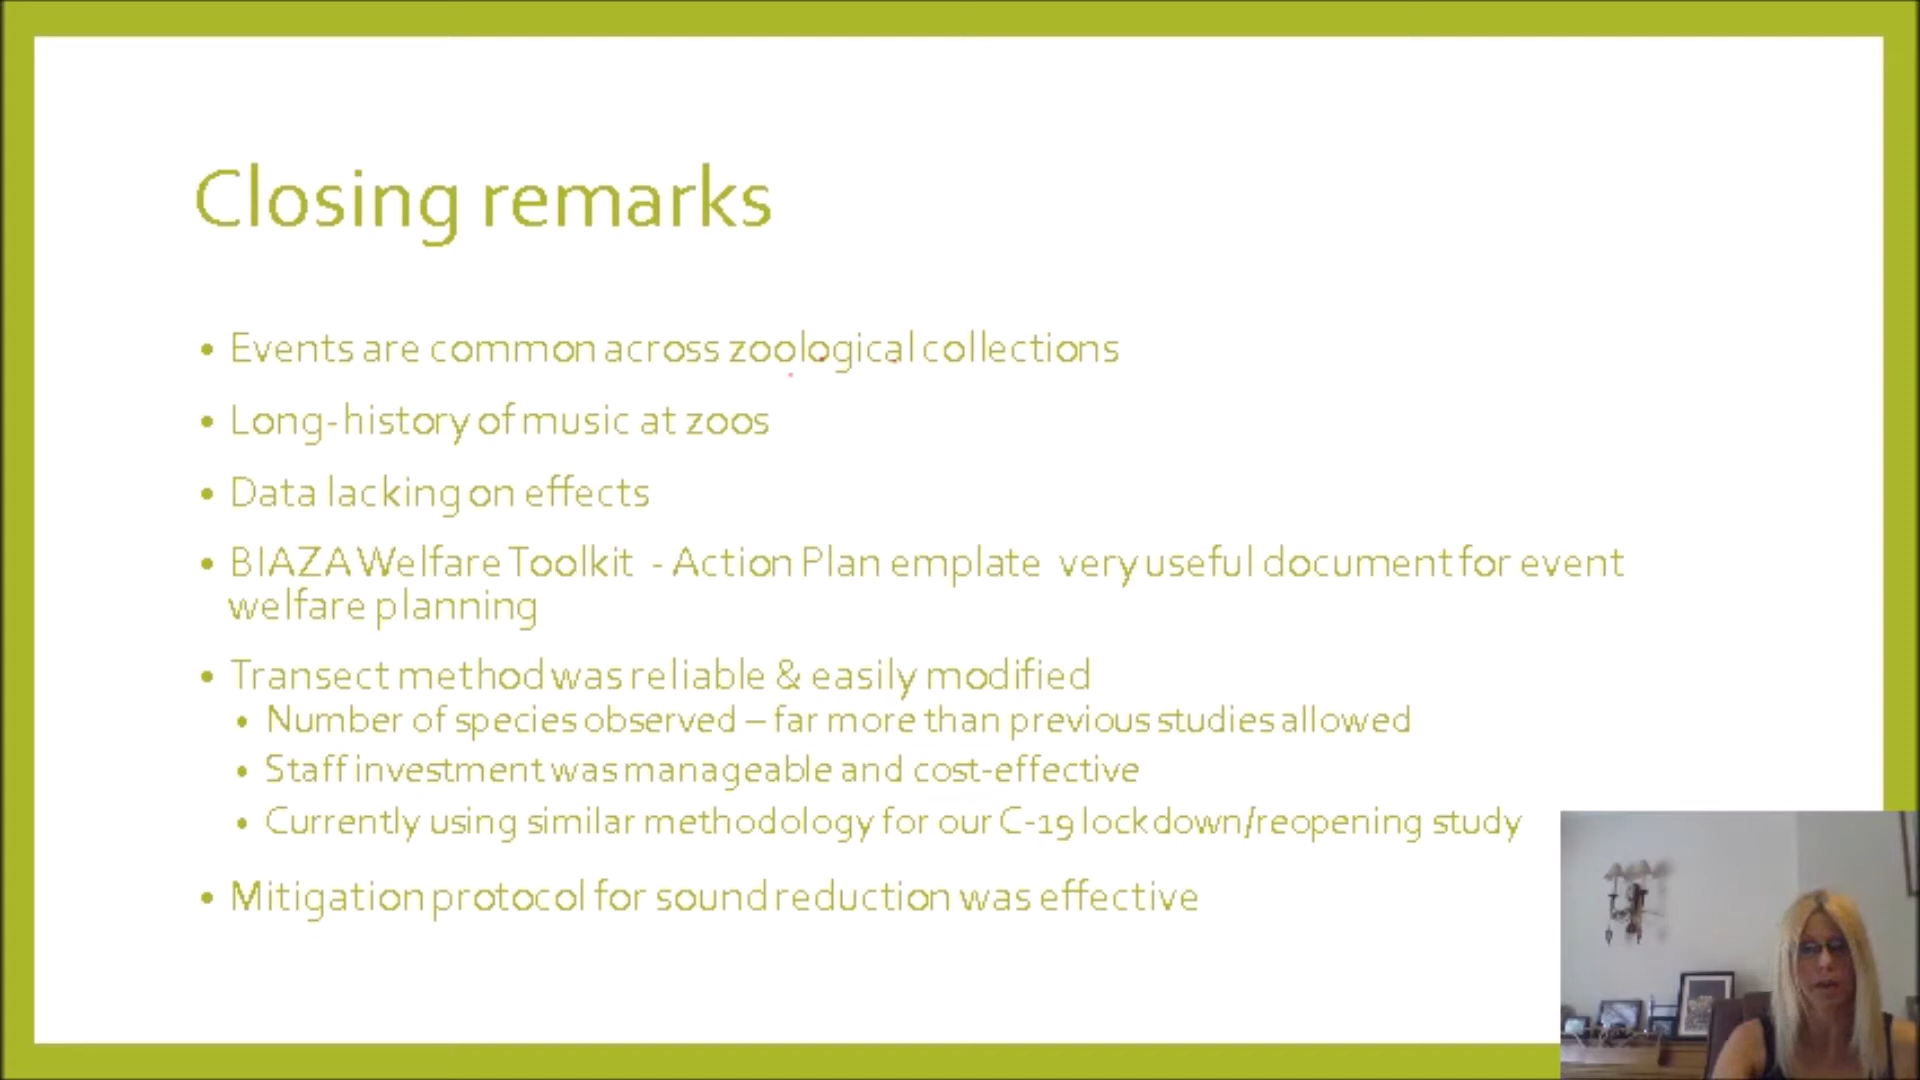 Closing remarks
• Events are common across zoological collections
• Long-history of music at zoos
• Data lacking on effects
• BIAZA Welfare Toolkit - Action Plan emplate very useful document for event
welfare planning
• Transect method was reliable & easily modified
• Number of species observed – far more than previous studies allowed
• Staff investment was manageable and cost-effective
• Currently using similar methodology for our C-19 lockdown/reopening study
• Mitigation protocol for sound reduction was effective